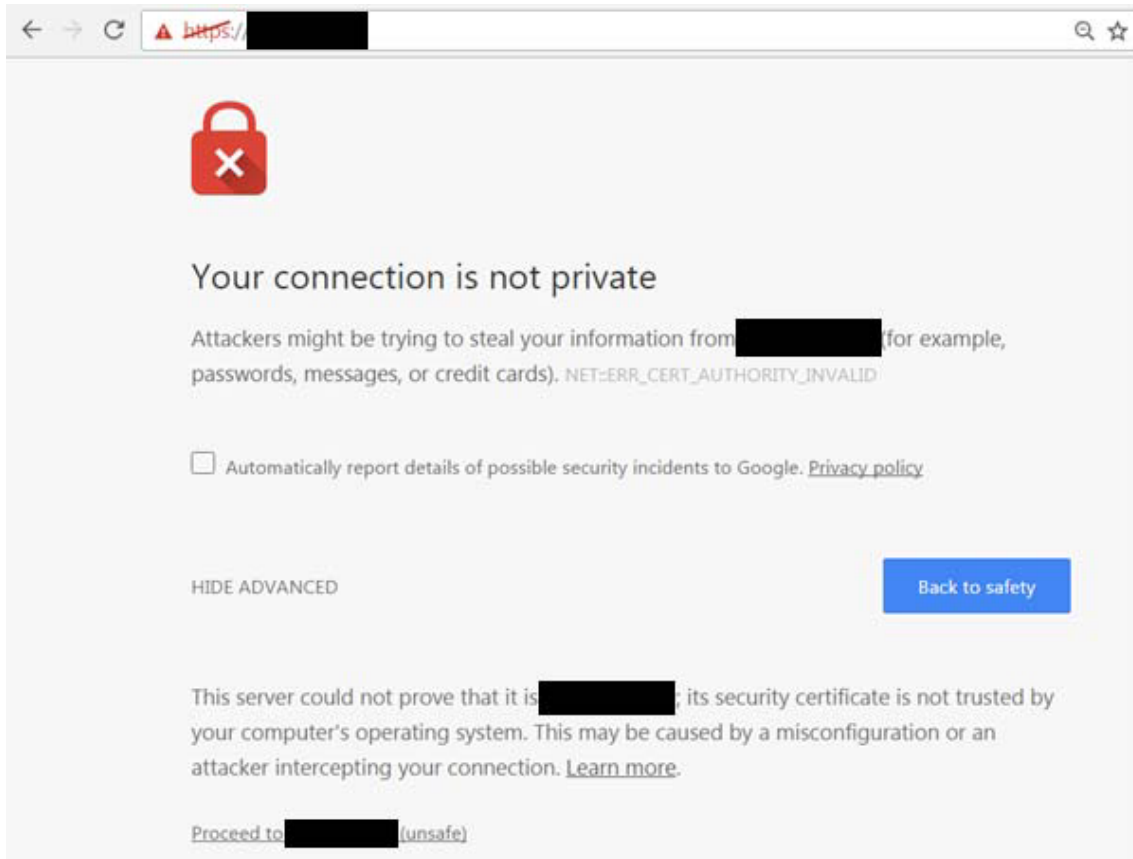 https://
Your connection is not private
Attackers might be trying to steal your information from (for example,
passwords, messages, or credit cards). NET::ERR_CERT_AUTHORITY_INVALID
Automatically report details of possible security incidents to Google. Privacy policy
HIDE ADVANCED
Back to safety
This server could not prove that it is ; its security certificate is not trusted by
your computer's operating system. This may be caused by a misconfiguration or an
attacker intercepting your connection. Learn more.
Proceed to (unsafe)